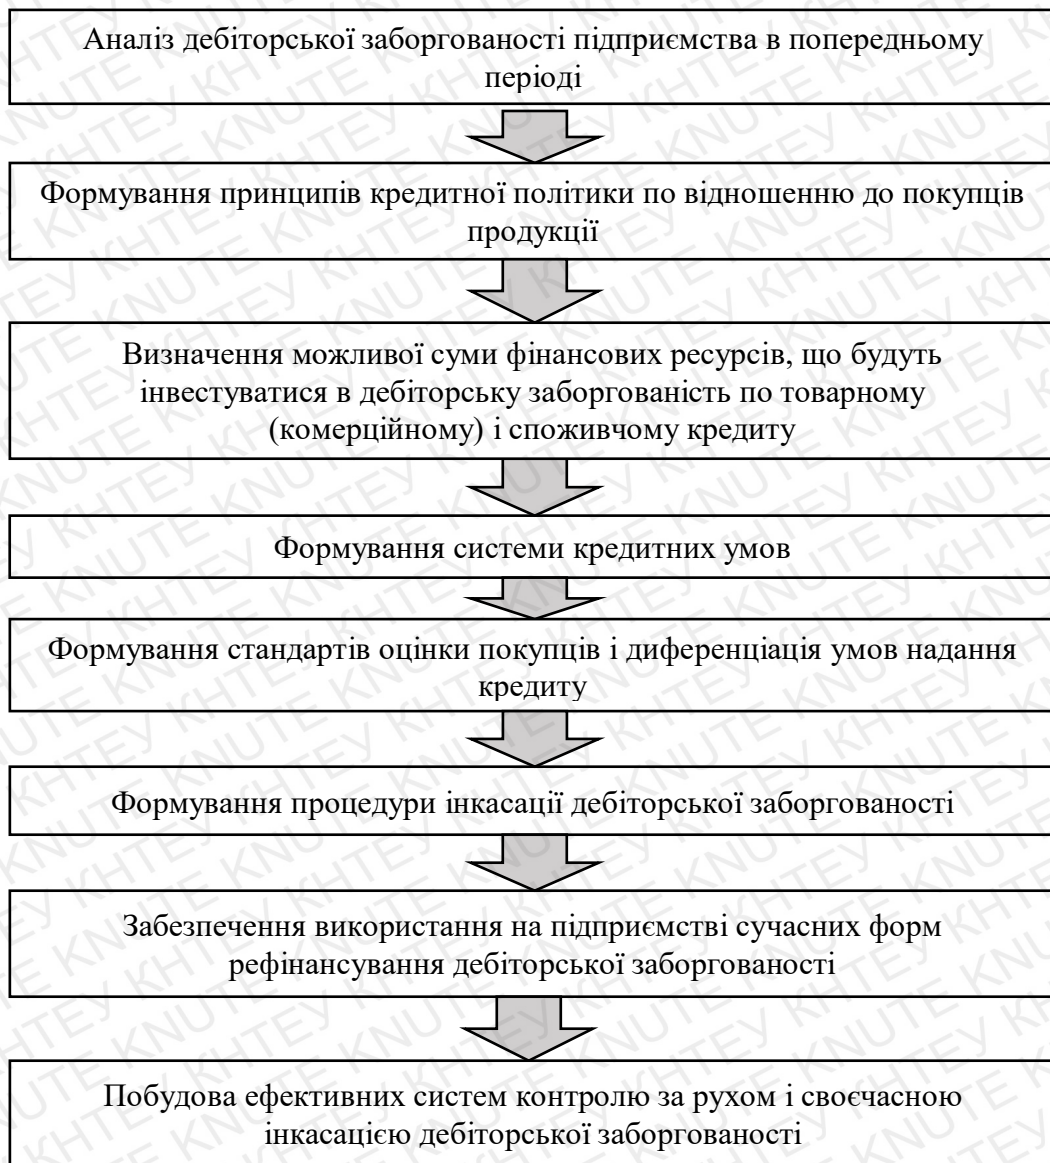 Аналіз дебіторської заборгованості підприємства в попередньому
періоді
Формування принципів кредитної політики по відношенню до покупців
продукції
Визначення можливої суми фінансових ресурсів, що будуть
інвестуватися в дебіторську заборгованість по товарному
(комерційному) і споживчому кредиту
Формування системи кредитних умов
Формування стандартів оцінки покупців і диференціація умов надання
кредиту
Формування процедури інкасації дебіторської заборгованості
Забезпечення використання на підприємстві сучасних форм
рефінансування дебіторської заборгованості
Побудова ефективних систем контролю за рухом і своєчасною
інкасацією дебіторської заборгованості